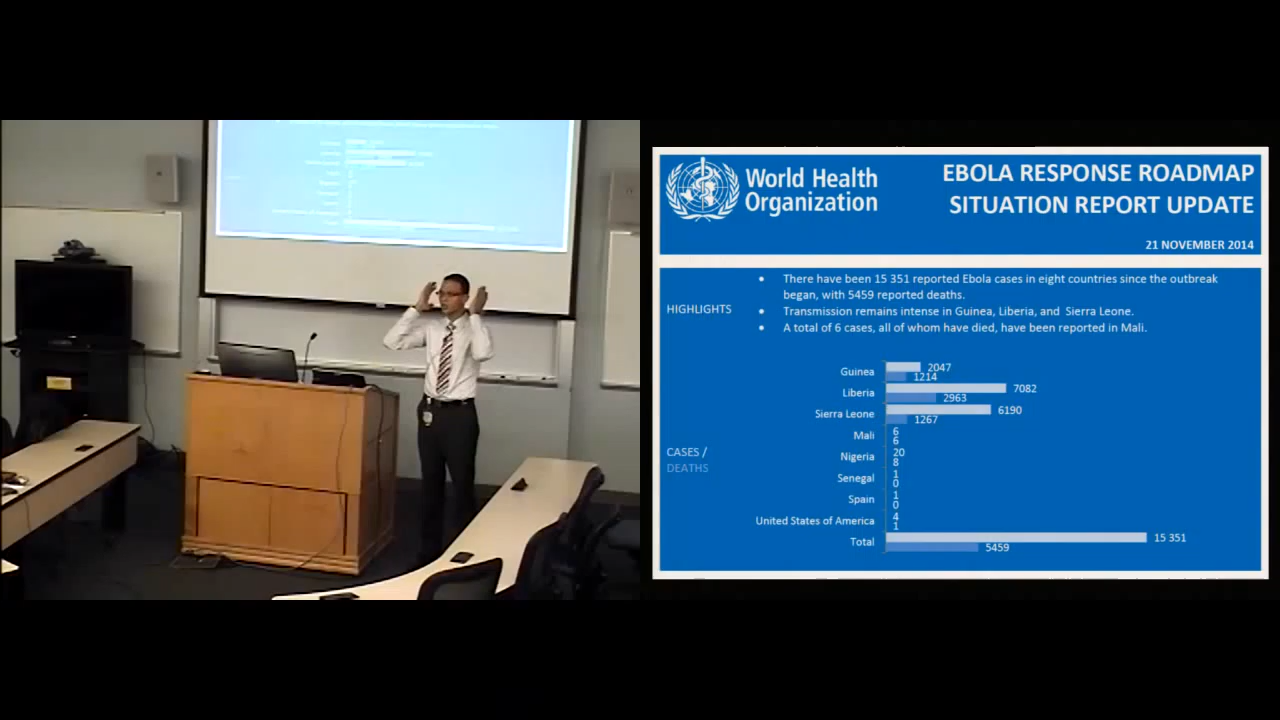 World Health
Organization
EBOLA RESPONSE ROADMAP
SITUATION REPORT UPDATE
21 NOVEMBER 2014
HIGHLIGHTS
• There have been 15 351 reported Ebola cases in eight countries since the outbreak
began, with 5459 reported deaths.
• Transmission remains intense in Guinea, Liberia, and Sierra Leone.
• A total of 6 cases, all of whom have died, have been reported in Mali.
CASES /
DEATHS
Guinea
2047
1214
Liberia
7082
2963
Sierra Leone
6190
1267
Mali
6
6
Nigeria
20
8
Senegal
1
0
Spain
1
0
United States of America
4
1
Total
15 351
5459